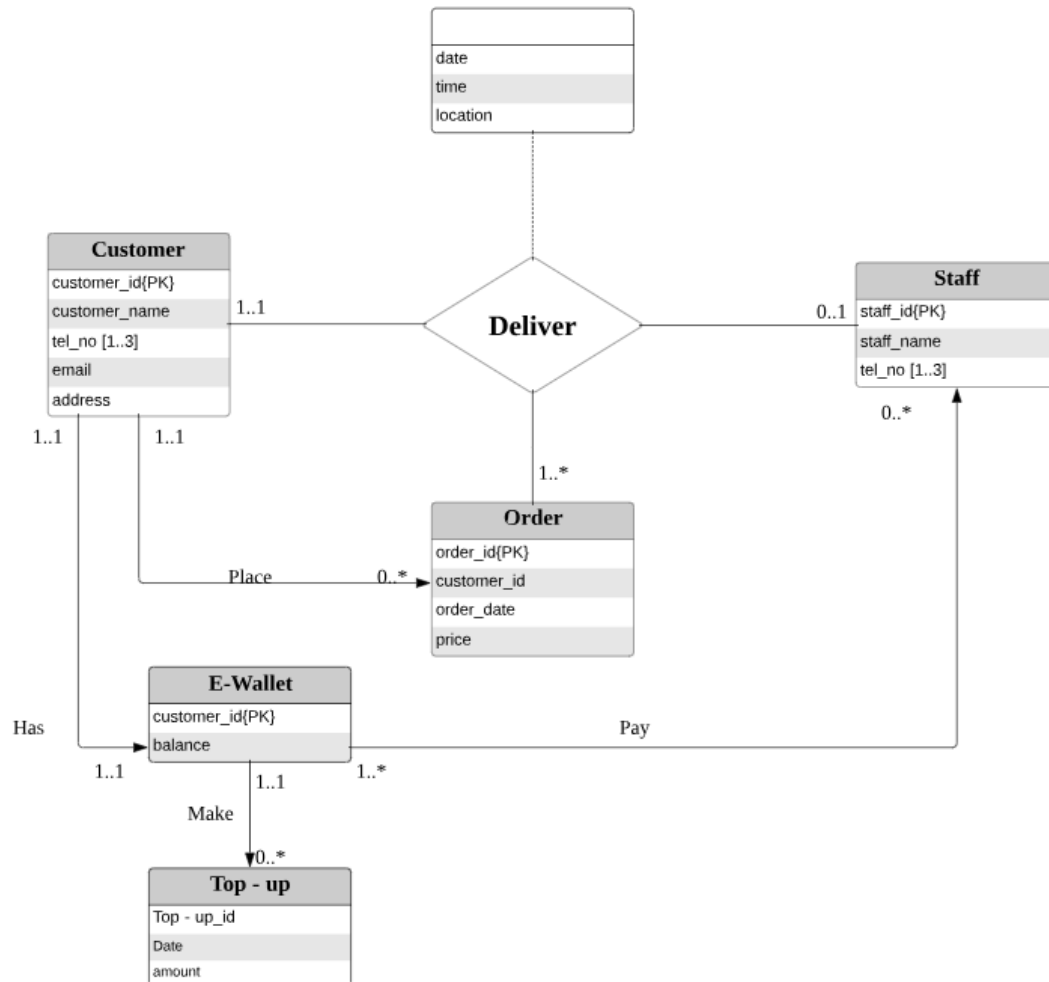 date
time
location
Customer
customer_id{PK}
customer_name
tel_no [1..3]
email
address
1..1
Deliver
0..1
Staff
staff_id{PK}
staff_name
tel_no [1..3]
0..*
1..1
1..1
1..*
Order
order_id{PK}
customer_id
order_date
price
Place
0..*
E-Wallet
customer_id{PK}
balance
Has
1..1
1..1
1..*
Pay
Make
0..*
Top - up
Top - up_id
Date
amount